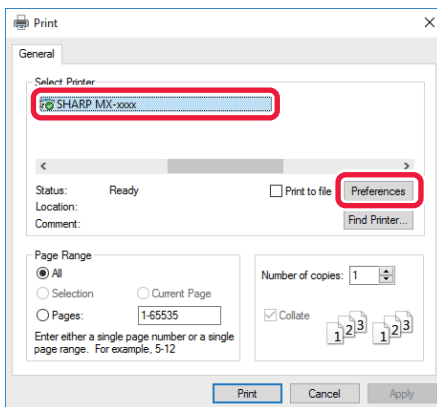 Print
General
Select Printer
SHARP MX-xxxx
Status: Ready
Print to file
Preferences
Location:
Comment:
Find Printer...
Page Range
All
Selection
Current Page
Pages:
1-65535
Enter either a single page number or a single
page range. For example, 5-12
Number of copies: 1
Collate
1 2 3 1 2 3
Print
Cancel
Apply